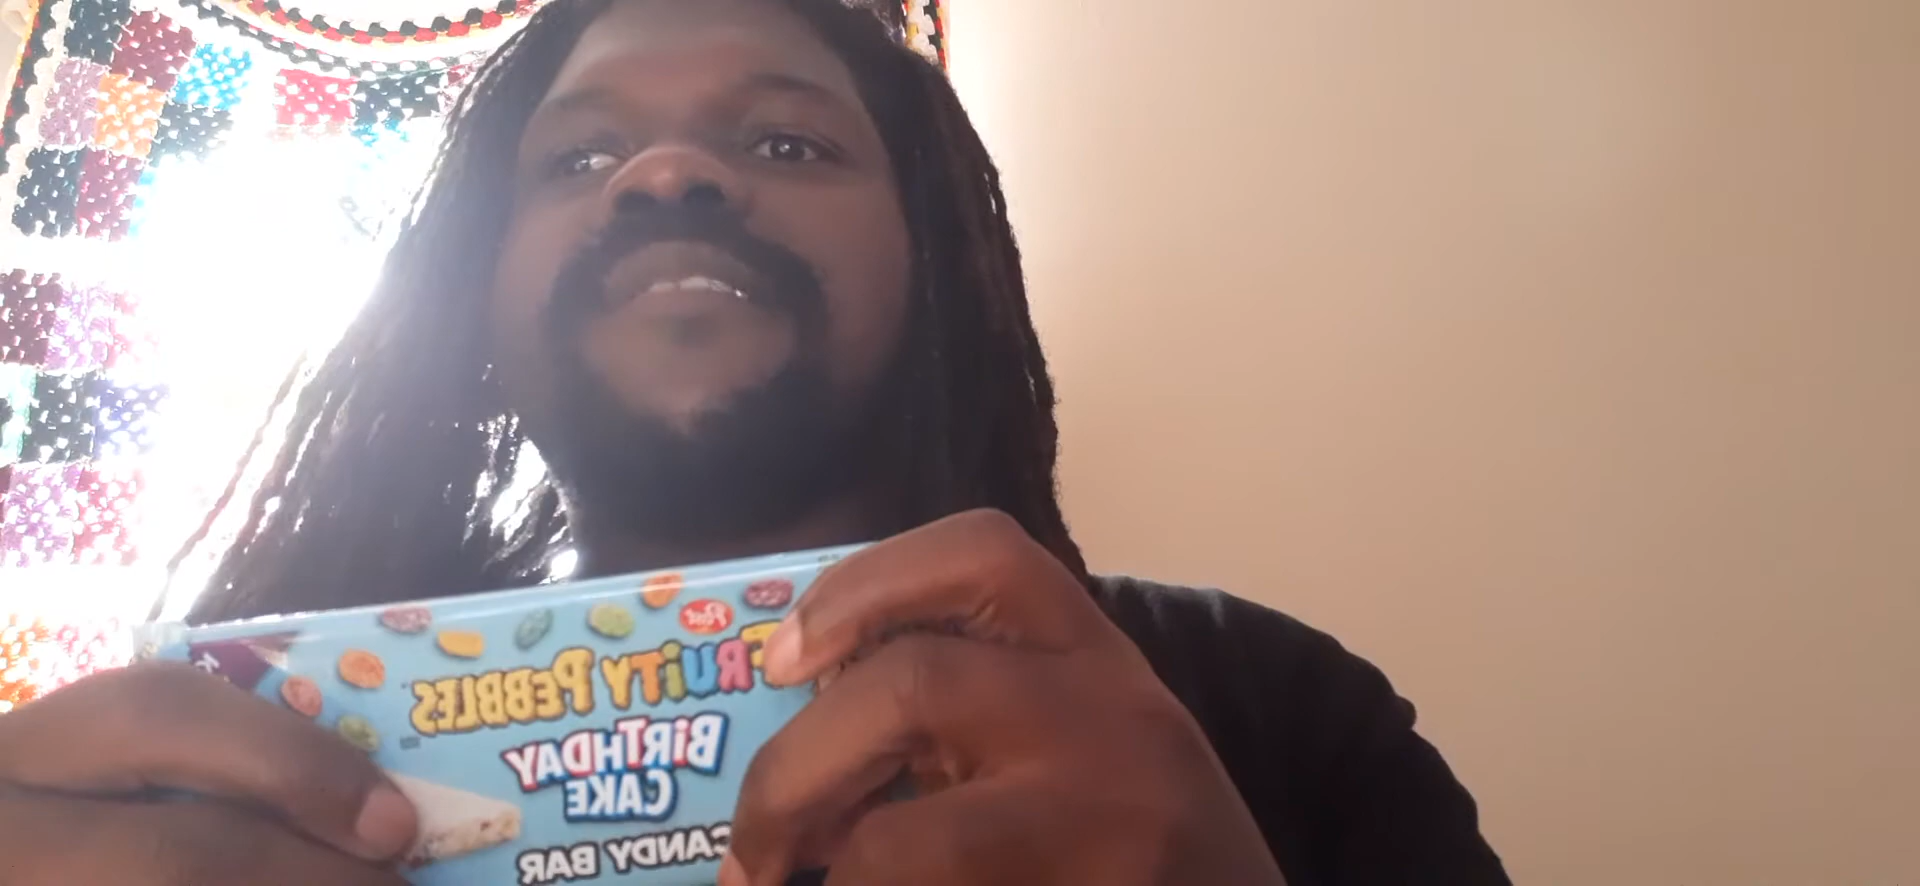 Post
FRUiTY PEBBLES
BiRTHDAY
CAKE
CANDY BAR